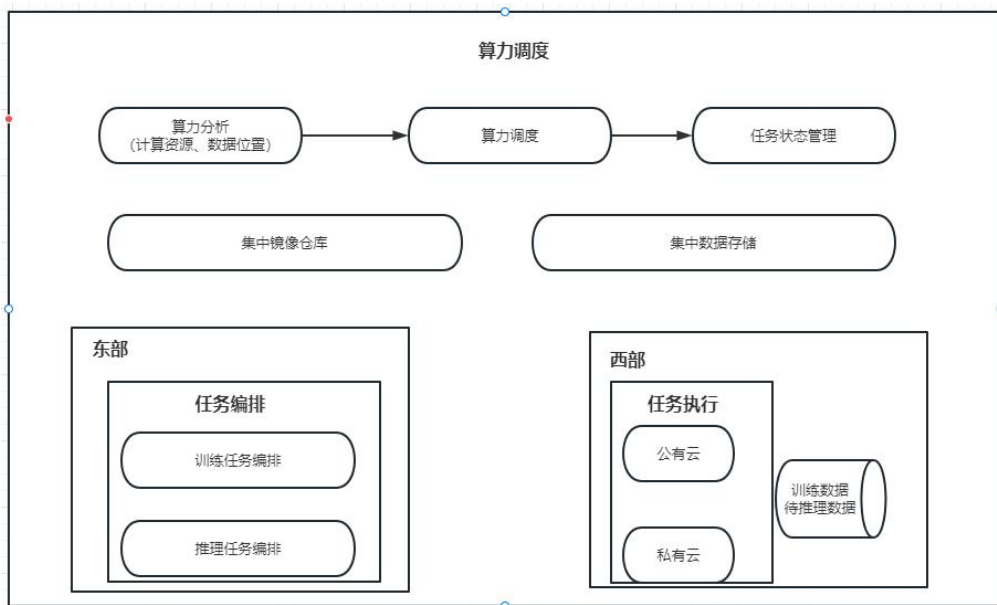 算力调度
算力分析
（计算资源、数据位置）
算力调度
任务状态管理
集中镜像仓库
集中数据存储
东部
任务编排
训练任务编排
推理任务编排
西部
任务执行
公有云
私有云
训练数据
待推理数据